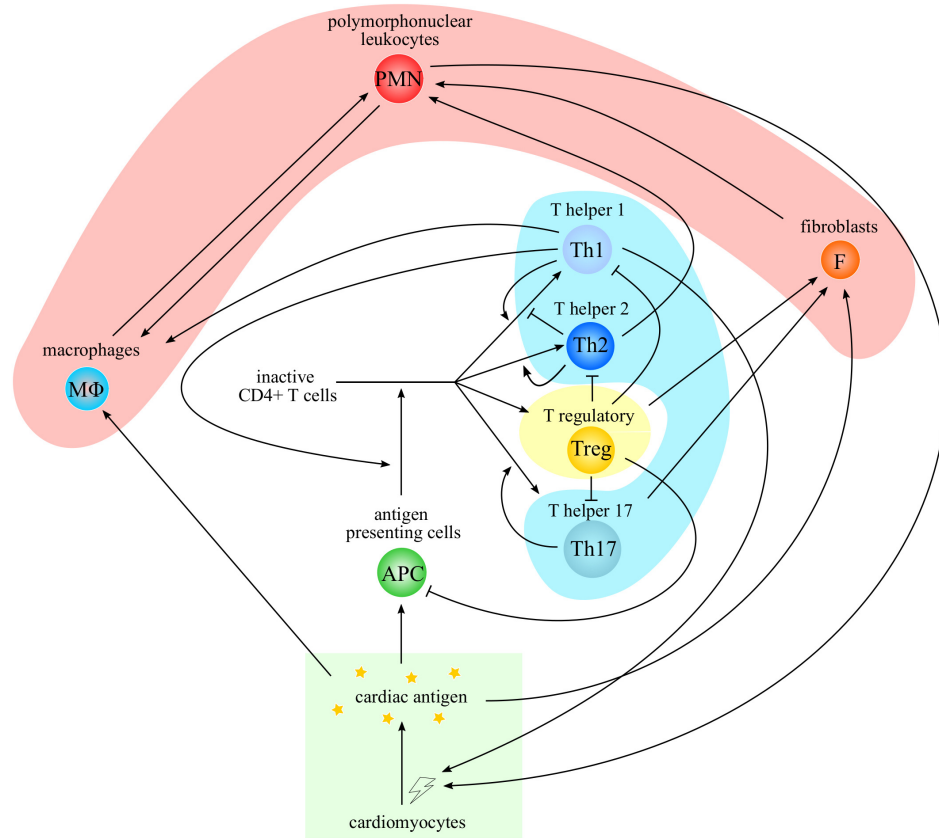 polymorphonuclear
leukocytes
PMN
T helper 1
Th1
fibroblasts
F
T helper 2
Th2
macrophages
MΦ
inactive
CD4+ T cells
T regulatory
Treg
T helper 17
Th17
antigen
presenting cells
APC
cardiac antigen
cardiomyocytes